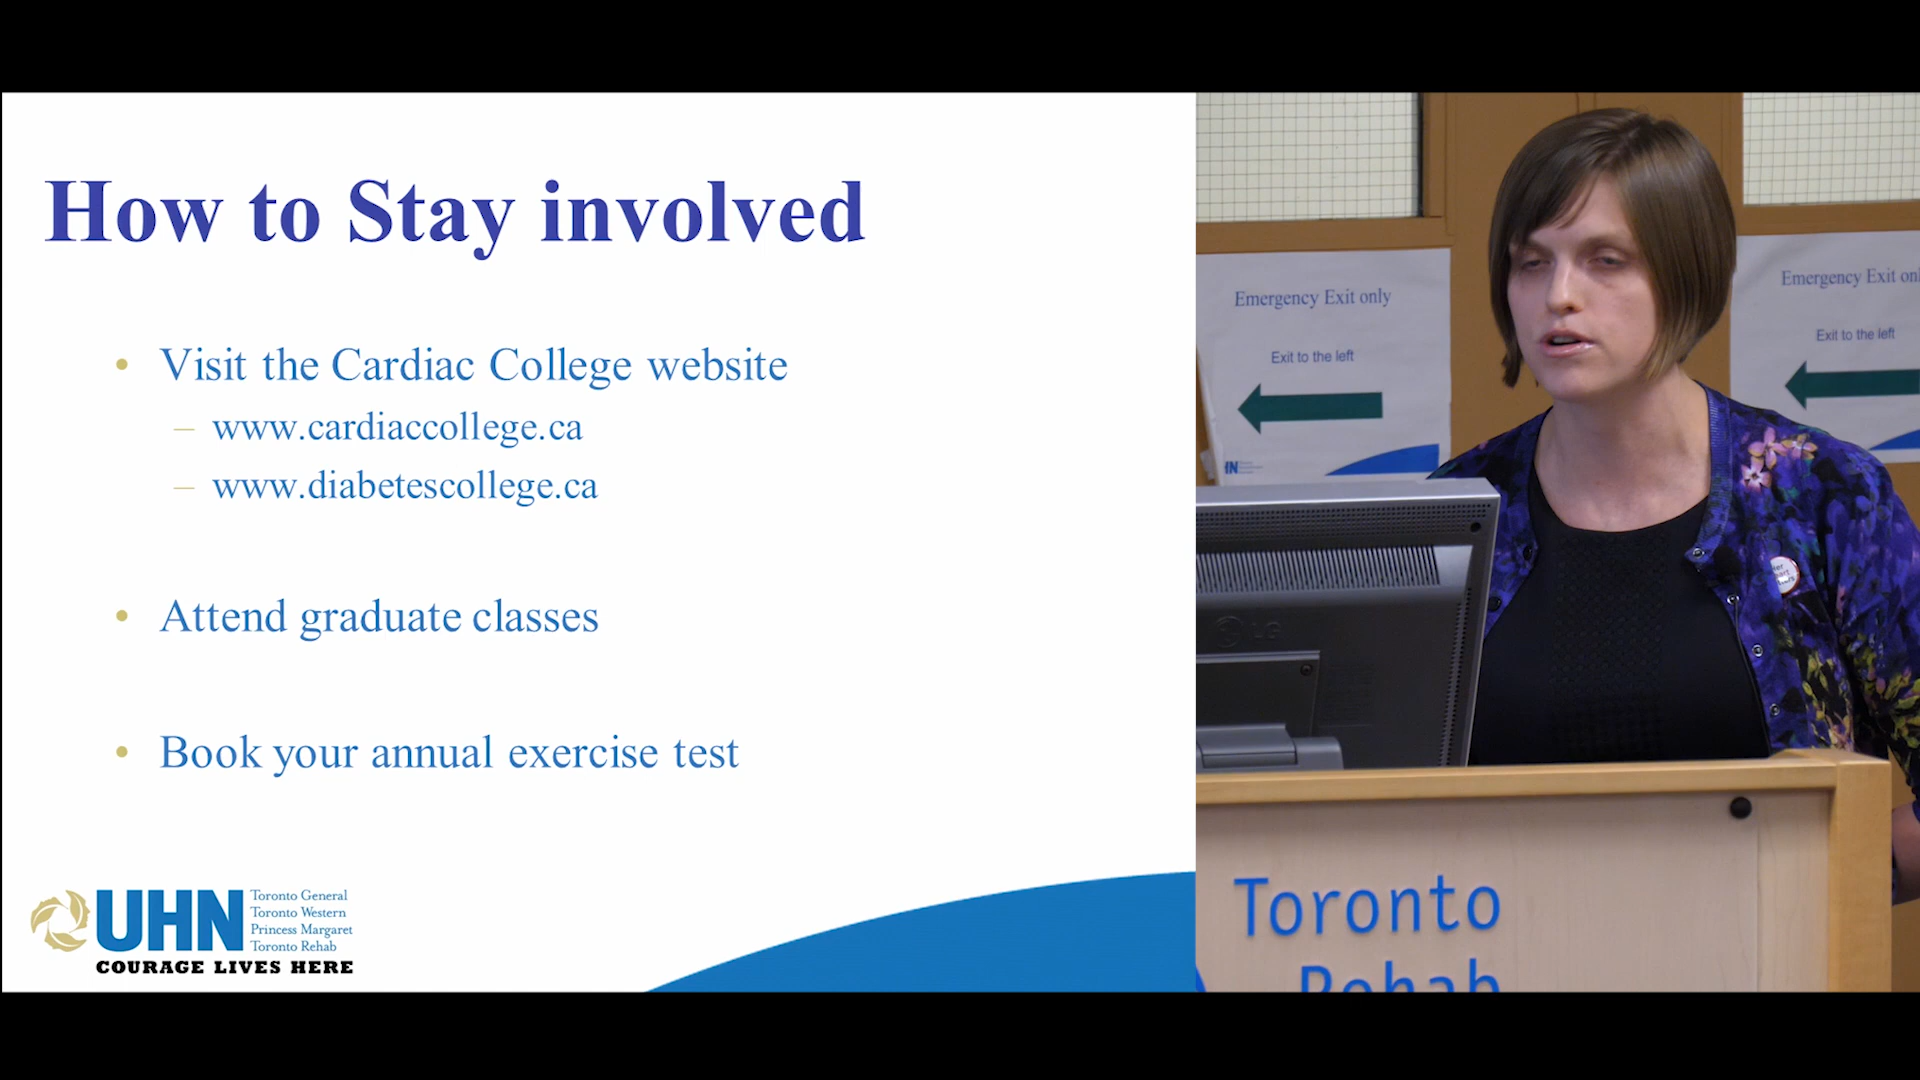 How to Stay involved
• Visit the Cardiac College website
– www.cardiaccollege.ca
– www.diabetescollege.ca
• Attend graduate classes
• Book your annual exercise test
UHN
Toronto General
Toronto Western
Princess Margaret
Toronto Rehab
COURAGE LIVES HERE
Emergency Exit only
Exit to the left
Emergency Exit
Exit to the left
LG
Toronto
Rehab